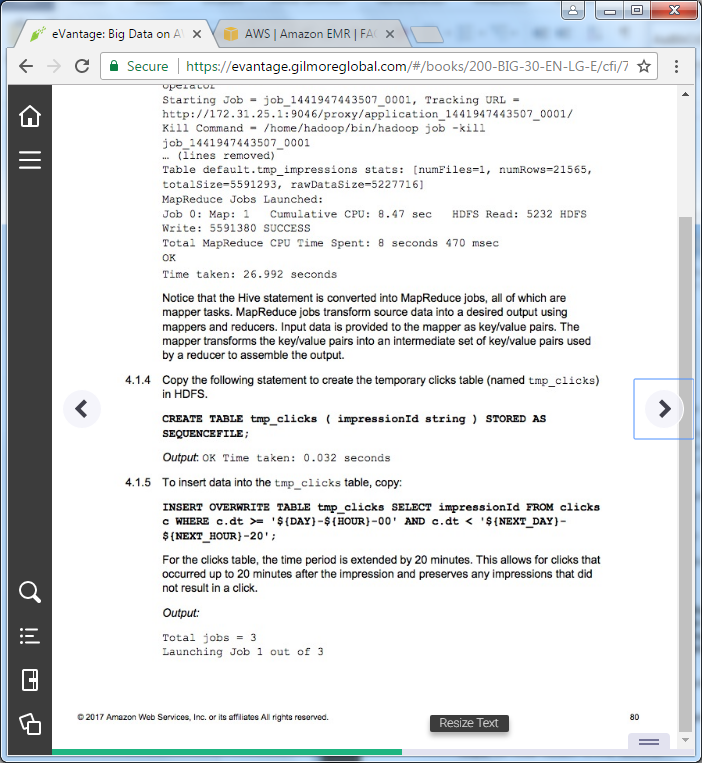 eVantage: Big Data on A
AWS | Amazon EMR | FA
Secure
https://evantage.gilmoreglobal.com/#/books/200-BIG-30-EN-LG-E/cfi/7
operator
Starting Job = job_1441947443507_0001, Tracking URL =
http://172.31.25.1:9046/proxy/application_1441947443507_0001/
Kill Command = /home/hadoop/bin/hadoop job -kill
job_1441947443507_0001
… (lines removed)
Table default.tmp_impressions stats: [numFiles=1, numRows=21565,
totalSize=5591293, rawDataSize=5227716]
MapReduce Jobs Launched:
Job 0: Map: 1 Cumulative CPU: 8.47 sec HDFS Read: 5232 HDFS
Write: 5591380 SUCCESS
Total MapReduce CPU Time Spent: 8 seconds 470 msec
OK
Time taken: 26.992 seconds
Notice that the Hive statement is converted into MapReduce jobs, all of which are
mapper tasks. MapReduce jobs transform source data into a desired output using
mappers and reducers. Input data is provided to the mapper as key/value pairs. The
mapper transforms the key/value pairs into an intermediate set of key/value pairs used
by a reducer to assemble the output.
4.1.4 Copy the following statement to create the temporary clicks table (named tmp_clicks)
in HDFS.
CREATE TABLE tmp_clicks ( impressionId string ) STORED AS
SEQUENCEFILE;
Output: OK Time taken: 0.032 seconds
4.1.5 To insert data into the tmp_clicks table, copy:
INSERT OVERWRITE TABLE tmp_clicks SELECT impressionId FROM clicks
c WHERE c.dt >= '${DAY}-${HOUR}-00' AND c.dt < '${NEXT_DAY}-
${NEXT_HOUR}-20';
For the clicks table, the time period is extended by 20 minutes. This allows for clicks that
occurred up to 20 minutes after the impression and preserves any impressions that did
not result in a click.
Output:
Total jobs = 3
Launching Job 1 out of 3
© 2017 Amazon Web Services, Inc. or its affiliates All rights reserved.
80
Resize Text